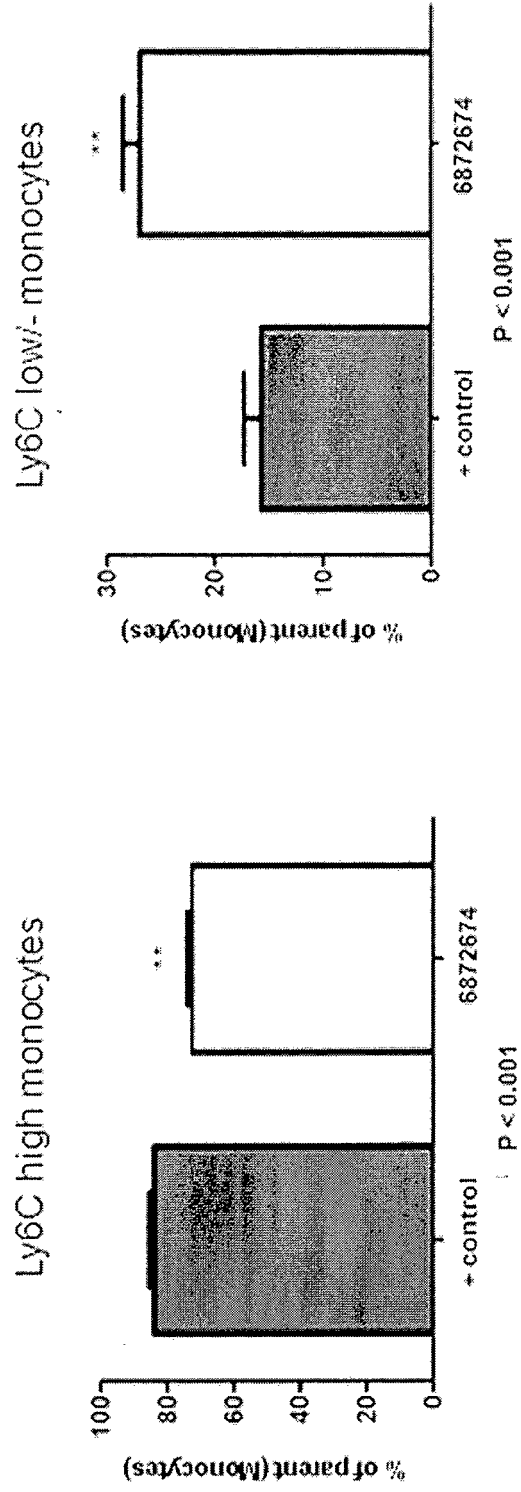 Ly6C high monocytes
% of parent (Monocytes)
100
80
60
40
20
0
**
+ control
6872674
P < 0.001
Ly6C low/- monocytes
% of parent (Monocytes)
30
20
10
0
**
+ control
6872674
P < 0.001